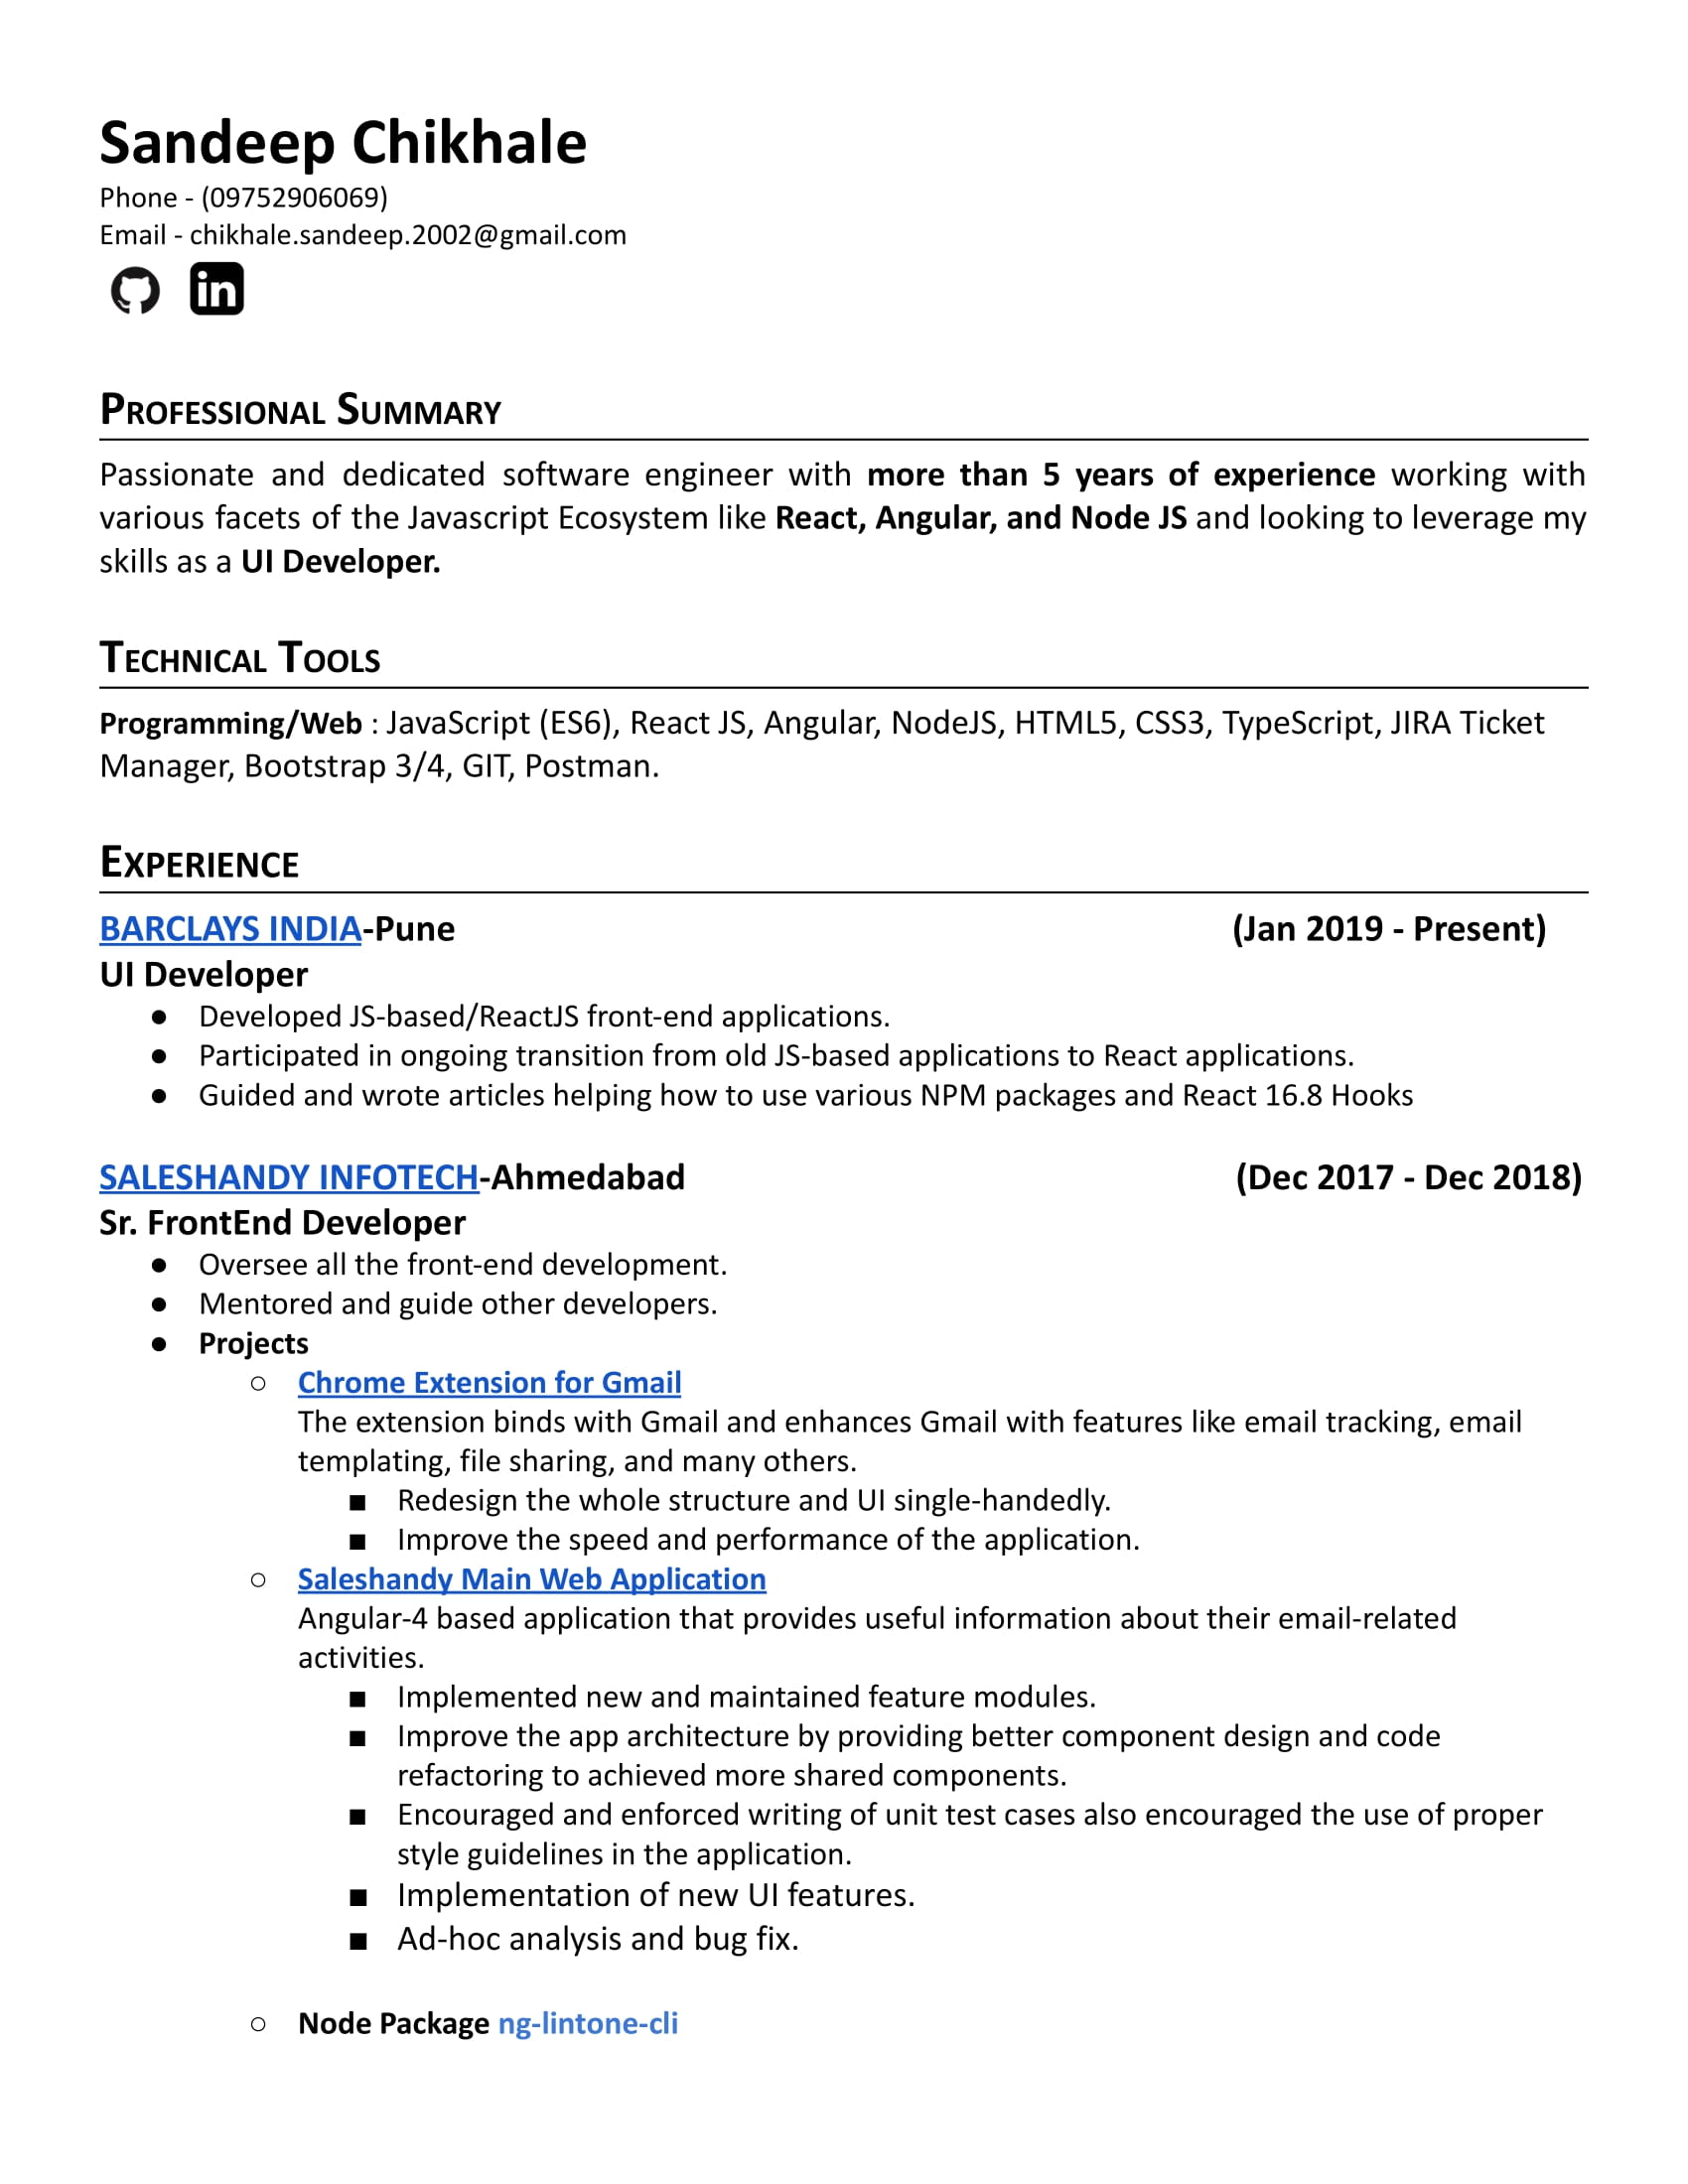 Sandeep Chikhale
Phone - (09752906069)
Email - chikhale.sandeep.2002@gmail.com
in
Professional Summary
Passionate and dedicated software engineer with more than 5 years of experience working with
various facets of the Javascript Ecosystem like React, Angular, and Node JS and looking to leverage my
skills as a UI Developer.
Technical Tools
Programming/Web : JavaScript (ES6), React JS, Angular, NodeJS, HTML5, CSS3, TypeScript, JIRA Ticket
Manager, Bootstrap 3/4, GIT, Postman.
Experience
BARCLAYS INDIA-Pune (Jan 2019 - Present)
UI Developer
● Developed JS-based/ReactJS front-end applications.
● Participated in ongoing transition from old JS-based applications to React applications.
● Guided and wrote articles helping how to use various NPM packages and React 16.8 Hooks
SALESHANDY INFOTECH-Ahmedabad (Dec 2017 - Dec 2018)
Sr. FrontEnd Developer
● Oversee all the front-end development.
● Mentored and guide other developers.
● Projects
○ Chrome Extension for Gmail
The extension binds with Gmail and enhances Gmail with features like email tracking, email
templating, file sharing, and many others.
■ Redesign the whole structure and UI single-handedly.
■ Improve the speed and performance of the application.
○ Saleshandy Main Web Application
Angular-4 based application that provides useful information about their email-related
activities.
■ Implemented new and maintained feature modules.
■ Improve the app architecture by providing better component design and code
refactoring to achieved more shared components.
■ Encouraged and enforced writing of unit test cases also encouraged the use of proper
style guidelines in the application.
■ Implementation of new UI features.
■ Ad-hoc analysis and bug fix.
○ Node Package ng-lintone-cli